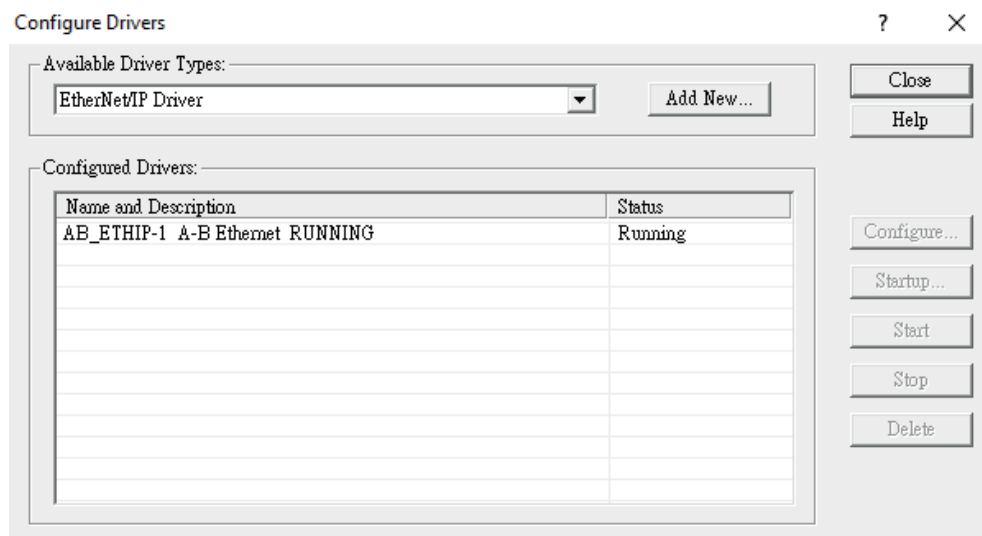 Configure Drivers
Available Driver Types:
EtherNet/IP Driver
Add New...
Close
Help
Configured Drivers:
Name and Description Status
AB_ETHIP-1 A-B Ethernet RUNNING Running
Configure...
Startup...
Start
Stop
Delete